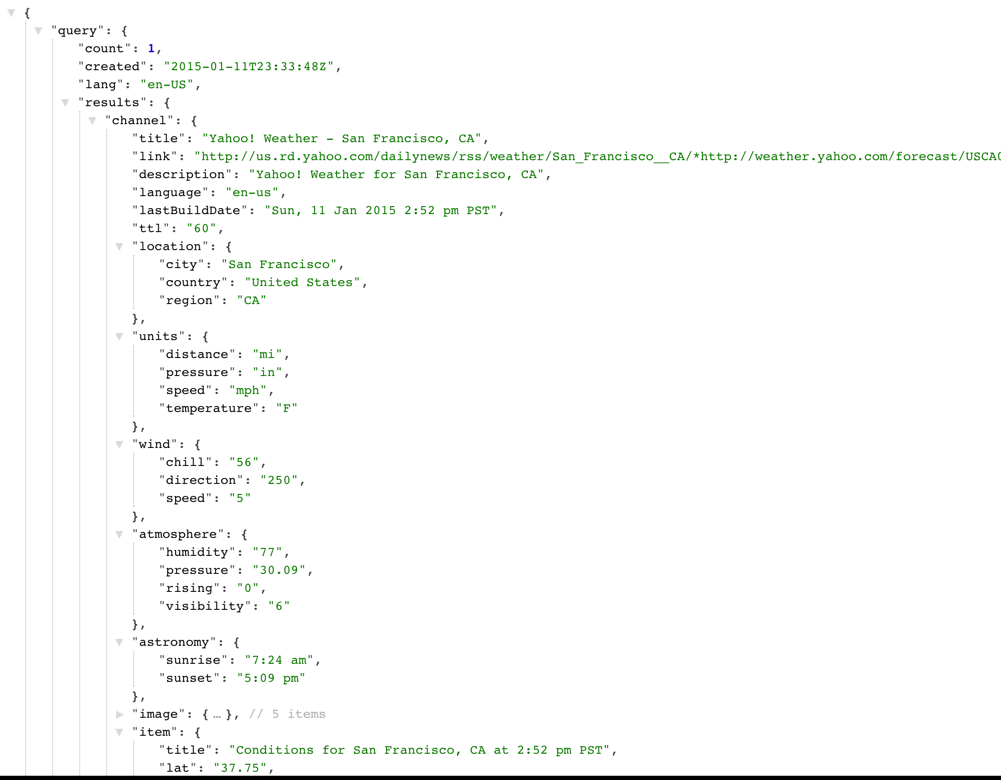 {
"query": {
"count": 1,
"created": "2015-01-11T23:33:48Z",
"lang": "en-US",
"results": {
"channel": {
"title": "Yahoo! Weather - San Francisco, CA",
"link": "http://us.rd.yahoo.com/dailynews/rss/weather/San_Francisco__CA/*http://weather.yahoo.com/forecast/USCA0
"description": "Yahoo! Weather for San Francisco, CA",
"language": "en-us",
"lastBuildDate": "Sun, 11 Jan 2015 2:52 pm PST",
"ttl": "60",
"location": {
"city": "San Francisco",
"country": "United States",
"region": "CA"
},
"units": {
"distance": "mi",
"pressure": "in",
"speed": "mph",
"temperature": "F"
},
"wind": {
"chill": "56",
"direction": "250",
"speed": "5"
},
"atmosphere": {
"humidity": "77",
"pressure": "30.09",
"rising": "0",
"visibility": "6"
},
"astronomy": {
"sunrise": "7:24 am",
"sunset": "5:09 pm"
},
"image": {…}, // 5 items
"item": {
"title": "Conditions for San Francisco, CA at 2:52 pm PST",
"lat": "37.75",